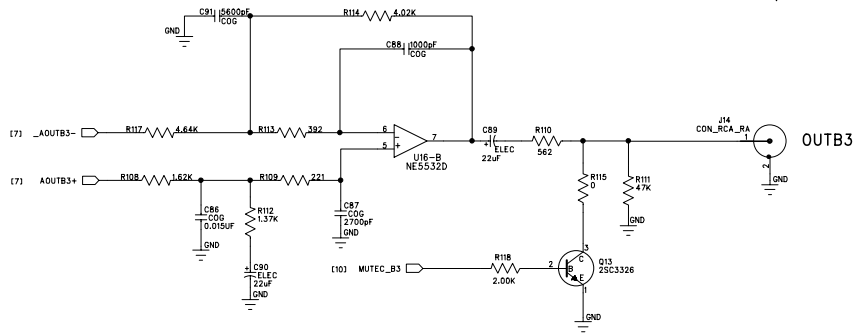 C91 5600pF
COG
GND
R114 4.02K
C88 1000pF
COG
[7] _AOUTB3-
R117 4.64K
R113 392
6
5
7
U16-B
NE5532D
C89
+ ELEC
22uF
R110
562
J14
CON_RCA_RA
1
2
GND
OUTB3
[7] AOUTB3+
R108 1.62K
R109 221
C86
COG
0.015UF
GND
R112
1.37K
C90
+ ELEC
22uF
GND
C87
COG
2700pF
GND
R115
0
R111
47K
GND
[10] MUTEC_B3
R118
2.00K
2
B
3
C
E
1
Q13
2SC3326
GND